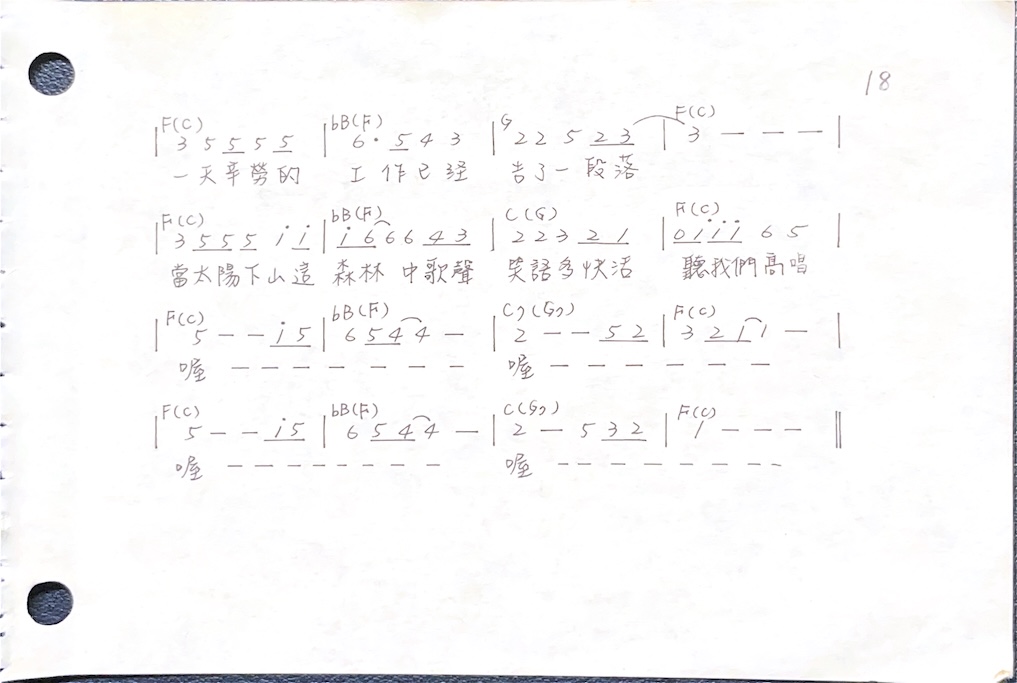 18
F(C) bB(F) G F(C)
| 3 5 5 5 5 | 6· 5 4 3 | 2 2 5 2 3 | 3 — — — |
一天辛勞的 工作已經 告了一段落
F(C) bB(F) C(G) F(C)
| 3 5 5 5 i i | i 6 6 6 4 3 | 2 2 3 2 1 | 0 i i i 6 5 |
當太陽下山這 森林 中歌聲 笑語多快活 聽我們高唱
F(C) bB(F) C7(G7) F(C)
| 5 — — i 5 | 6 5 4 4 — | 2 — — 5 2 | 3 2 1 1 — |
喔 — — — — — — — 喔 — — — — — —
F(C) bB(F) C(G7) F(C)
| 5 — — i 5 | 6 5 4 4 — | 2 — 5 3 2 | 1 — — — ‖
喔 — — — — — — — 喔 — — — — — — — —